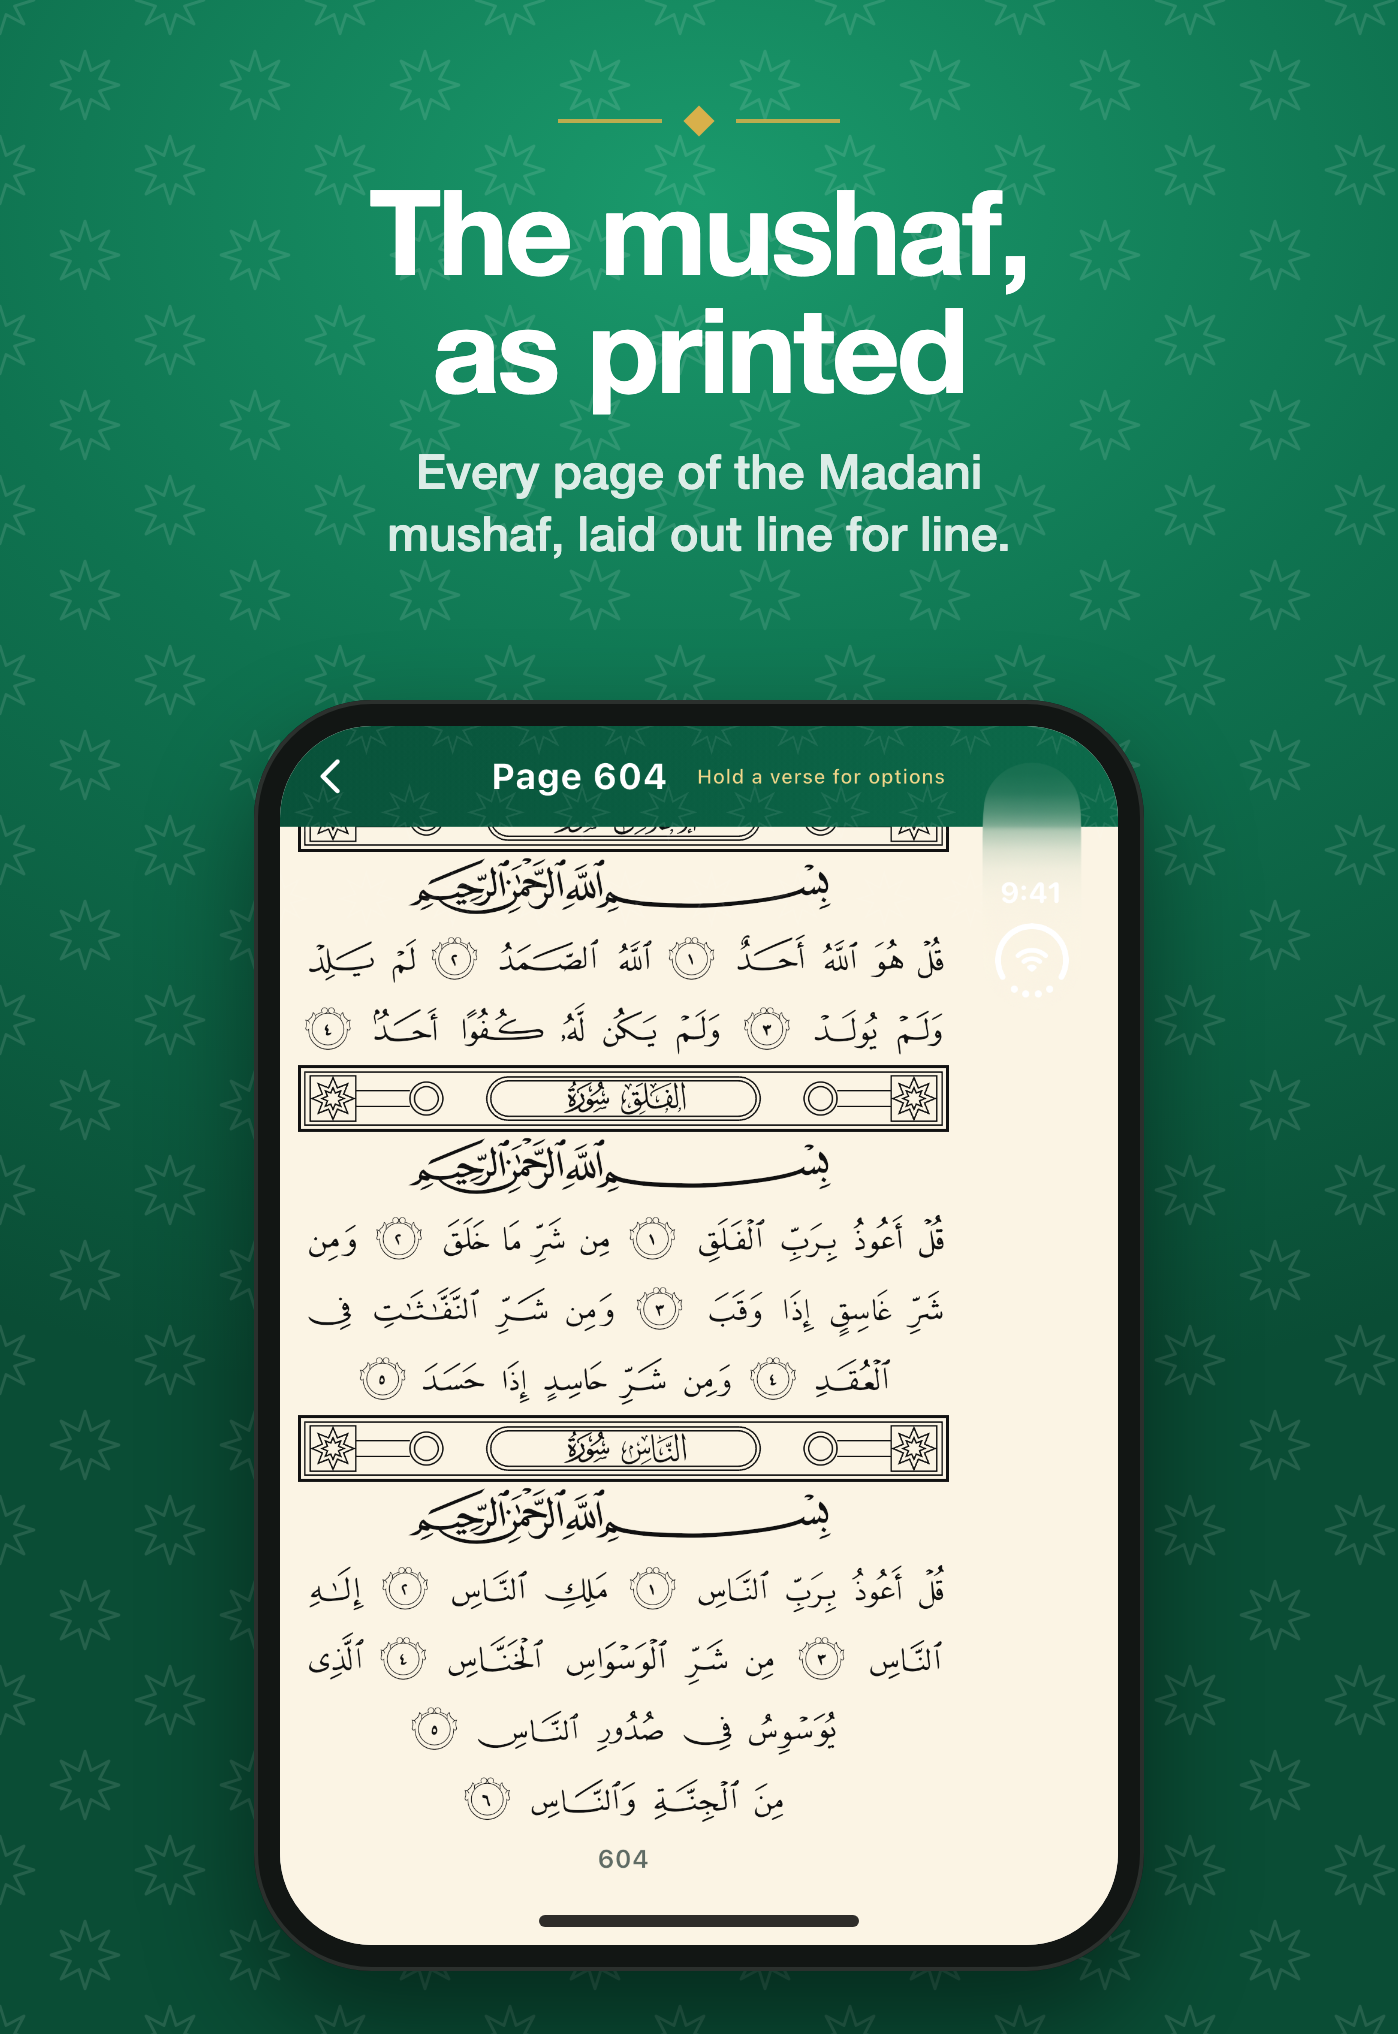 The mushaf,
as printed
Every page of the Madani
mushaf, laid out line for line.
Page 604
Hold a verse for options
9:41
بِسْمِ ٱللَّهِ ٱلرَّحْمَٰنِ ٱلرَّحِيمِ
قُلْ هُوَ ٱللَّهُ أَحَدٌ ١ ٱللَّهُ ٱلصَّمَدُ ٢ لَمْ يَلِدْ
وَلَمْ يُولَدْ ٣ وَلَمْ يَكُن لَّهُۥ كُفُوًا أَحَدٌۢ ٤
سُورَةُ الفَلَقِ
بِسْمِ ٱللَّهِ ٱلرَّحْمَٰنِ ٱلرَّحِيمِ
قُلْ أَعُوذُ بِرَبِّ ٱلْفَلَقِ ١ مِن شَرِّ مَا خَلَقَ ٢ وَمِن
شَرِّ غَاسِقٍ إِذَا وَقَبَ ٣ وَمِن شَرِّ ٱلنَّفَّٰثَٰتِ فِى
ٱلْعُقَدِ ٤ وَمِن شَرِّ حَاسِدٍ إِذَا حَسَدَ ٥
سُورَةُ النَّاسِ
بِسْمِ ٱللَّهِ ٱلرَّحْمَٰنِ ٱلرَّحِيمِ
قُلْ أَعُوذُ بِرَبِّ ٱلنَّاسِ ١ مَلِكِ ٱلنَّاسِ ٢ إِلَٰهِ
ٱلنَّاسِ ٣ مِن شَرِّ ٱلْوَسْوَاسِ ٱلْخَنَّاسِ ٤ ٱلَّذِى
يُوَسْوِسُ فِى صُدُورِ ٱلنَّاسِ ٥
مِنَ ٱلْجِنَّةِ وَٱلنَّاسِ ٦
604